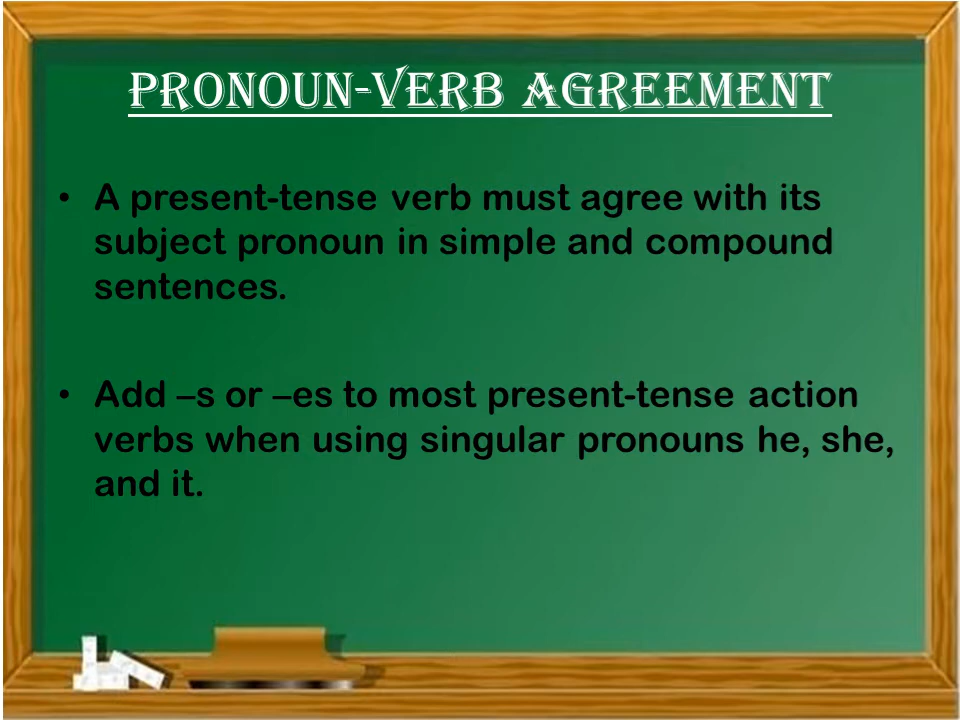 PRONOUN-VERB AGREEMENT
• A present-tense verb must agree with its
subject pronoun in simple and compound
sentences.
• Add –s or –es to most present-tense action
verbs when using singular pronouns he, she,
and it.